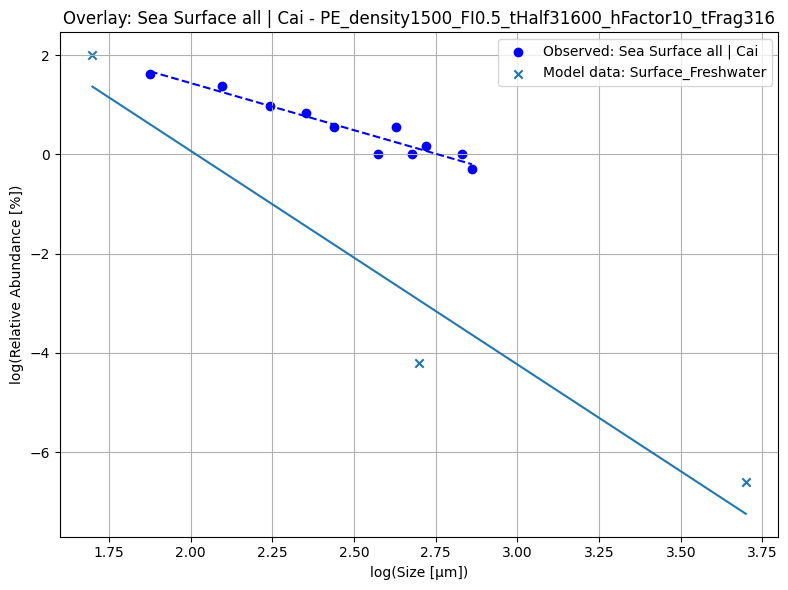 Overlay: Sea Surface all | Cai - PE_density1500_FI0.5_tHalf31600_hFactor10_tFrag316
Observed: Sea Surface all | Cai
Model data: Surface_Freshwater
log(Relative Abundance [%])
2
0
−2
−4
−6
1.75 2.00 2.25 2.50 2.75 3.00 3.25 3.50 3.75
log(Size [μm])